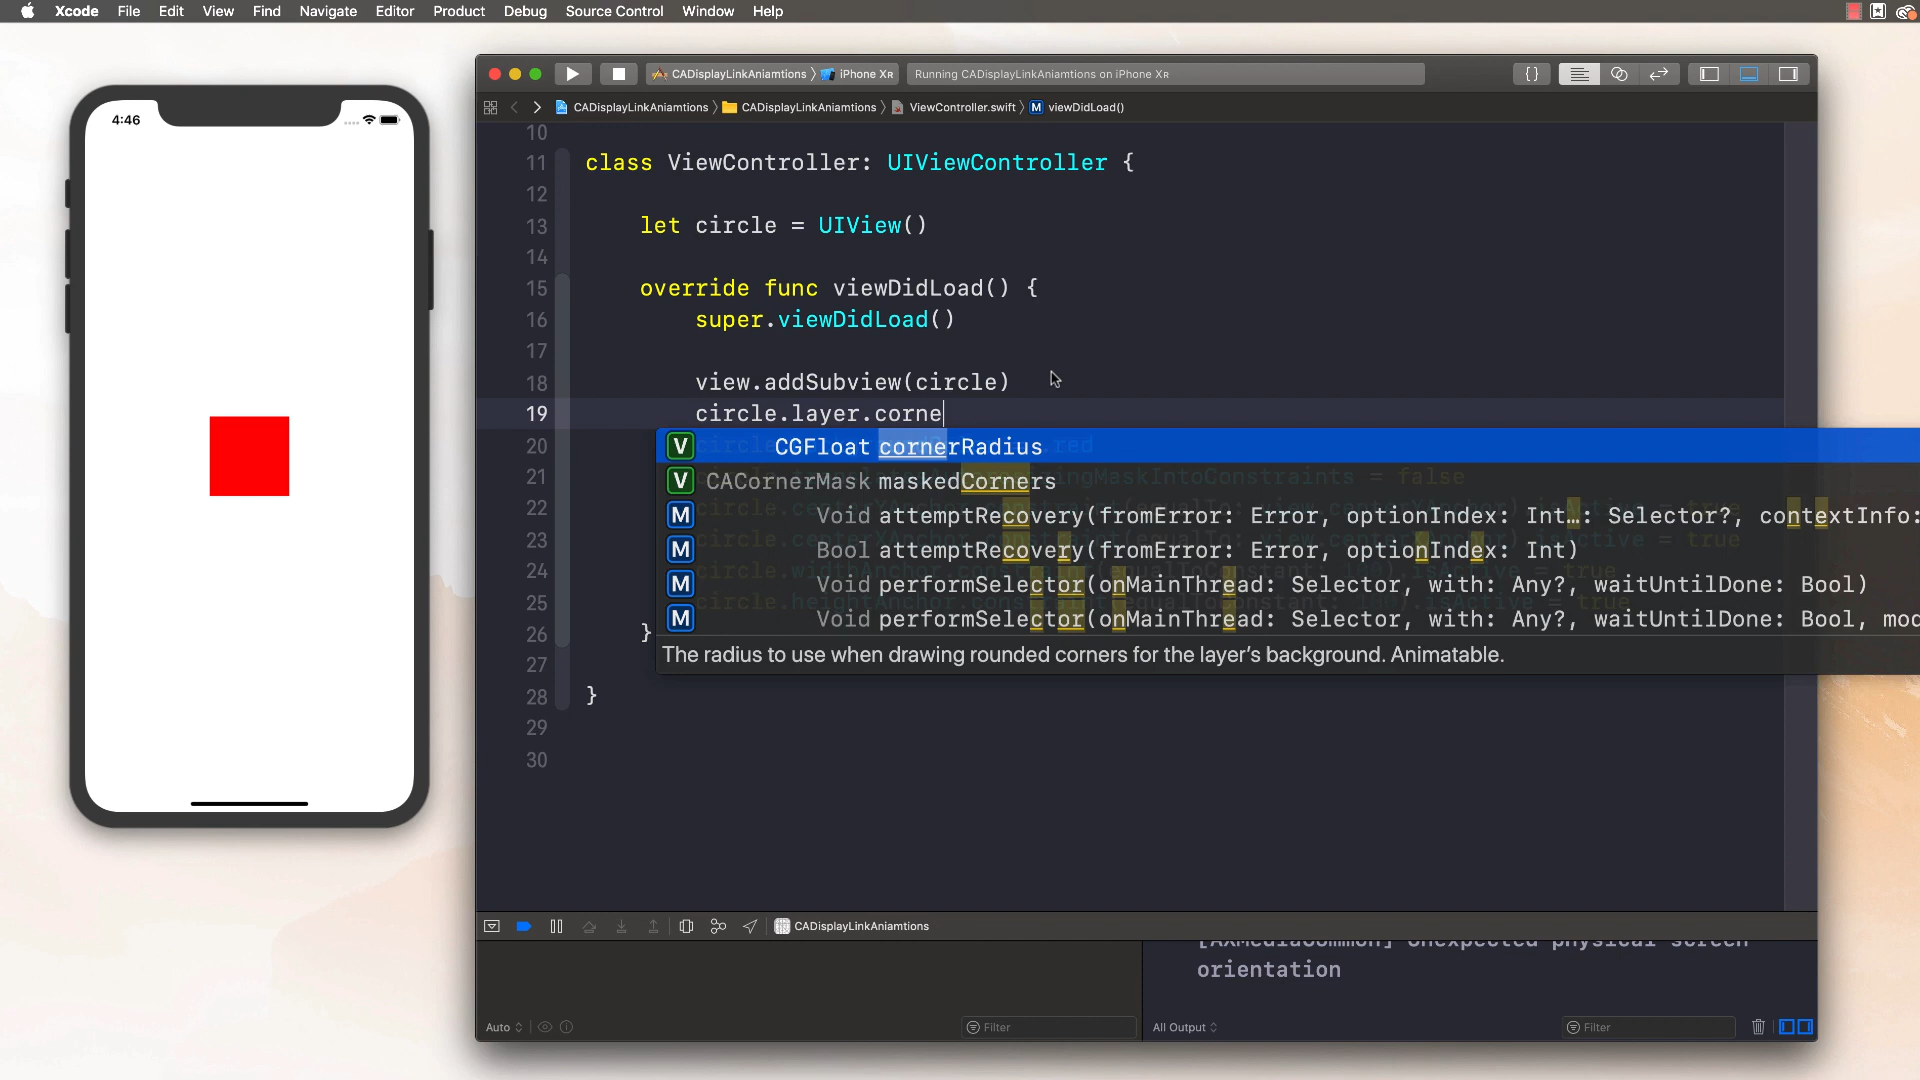 Xcode File Edit View Find Navigate Editor Product Debug Source Control Window Help
4:46
CADisplayLinkAniamtions iPhone XR
Running CADisplayLinkAniamtions on iPhone XR
{}
CADisplayLinkAniamtions CADisplayLinkAniamtions ViewController.swift M viewDidLoad()
10
11 class ViewController: UIViewController {
12
13 let circle = UIView()
14
15 override func viewDidLoad() {
16 super.viewDidLoad()
17
18 view.addSubview(circle)
19 circle.layer.corne
20 V CGFloat cornerRadius
21 V CACornerMask maskedCorners
22 M Void attemptRecovery(fromError: Error, optionIndex: Int…: Selector?, contextInfo:
23 M Bool attemptRecovery(fromError: Error, optionIndex: Int)
24 M Void performSelector(onMainThread: Selector, with: Any?, waitUntilDone: Bool)
25 M Void performSelector(onMainThread: Selector, with: Any?, waitUntilDone: Bool, mod
26 }
The radius to use when drawing rounded corners for the layer's background. Animatable.
27
28 }
29
30
CADisplayLinkAniamtions
[AXMediaCommon] Unexpected physical screen
orientation
Auto Filter All Output Filter